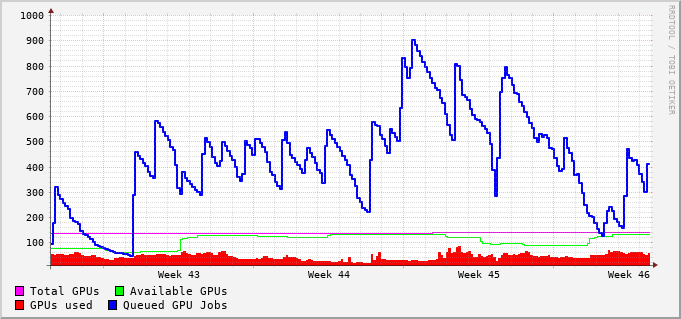 1000
900
800
700
600
500
400
300
200
100
Week 43 Week 44 Week 45 Week 46
Total GPUs Available GPUs
GPUs used Queued GPU Jobs
RRDTOOL / TOBI OETIKER